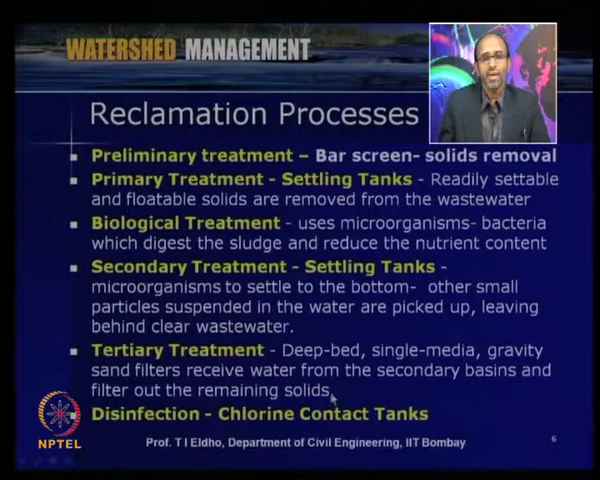 WATERSHED MANAGEMENT
Reclamation Processes
Preliminary treatment – Bar screen- solids removal
Primary Treatment - Settling Tanks - Readily settable
and floatable solids are removed from the wastewater
Biological Treatment - uses microorganisms- bacteria
which digest the sludge and reduce the nutrient content
Secondary Treatment - Settling Tanks -
microorganisms to settle to the bottom- other small
particles suspended in the water are picked up, leaving
behind clear wastewater.
Tertiary Treatment - Deep-bed, single-media, gravity
sand filters receive water from the secondary basins and
filter out the remaining solids
Disinfection - Chlorine Contact Tanks
NPTEL
Prof. T I Eldho, Department of Civil Engineering, IIT Bombay
6